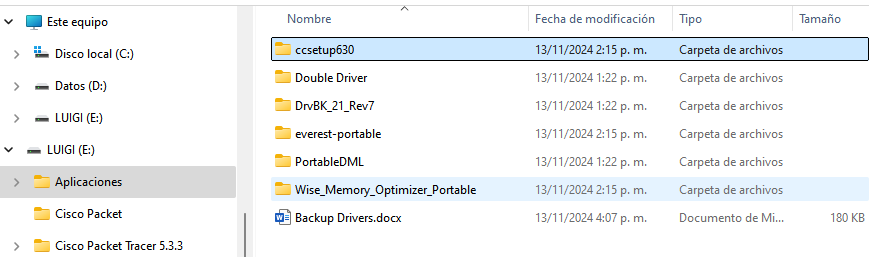 Este equipo
Disco local (C:)
Datos (D:)
LUIGI (E:)
LUIGI (E:)
Aplicaciones
Cisco Packet
Cisco Packet Tracer 5.3.3
Nombre Fecha de modificación Tipo Tamaño
ccsetup630 13/11/2024 2:15 p. m. Carpeta de archivos
Double Driver 13/11/2024 1:22 p. m. Carpeta de archivos
DrvBK_21_Rev7 13/11/2024 1:22 p. m. Carpeta de archivos
everest-portable 13/11/2024 2:15 p. m. Carpeta de archivos
PortableDML 13/11/2024 1:22 p. m. Carpeta de archivos
Wise_Memory_Optimizer_Portable 13/11/2024 2:15 p. m. Carpeta de archivos
Backup Drivers.docx 13/11/2024 4:07 p. m. Documento de Mi... 180 KB